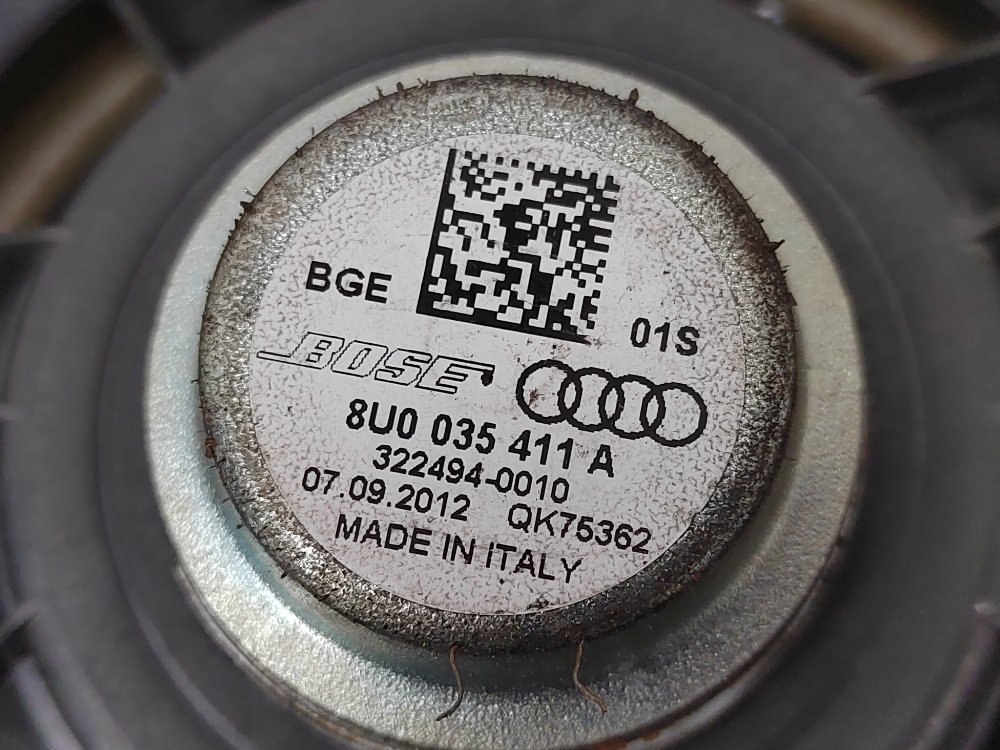 BGE
01S
BOSE
8U0 035 411 A
322494-0010
07.09.2012 QK75362
MADE IN ITALY